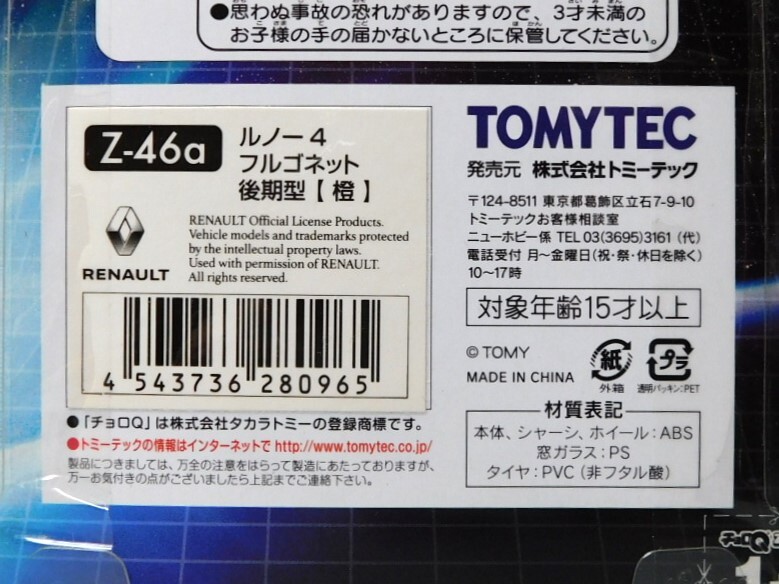 ●思わぬ事故の恐れがありますので、3才未満の
お子様の手の届かないところに保管してください。
Z-46a
ルノー4
フルゴネット
後期型【橙】
RENAULT
RENAULT Official License Products.
Vehicle models and trademarks protected
by the intellectual property laws.
Used with permission of RENAULT.
All rights reserved.
4 543736 280965
TOMYTEC
発売元 株式会社トミーテック
〒124-8511 東京都葛飾区立石7-9-10
トミーテックお客様相談室
ニューホビー係 TEL 03(3695)3161（代）
電話受付 月〜金曜日(祝・祭・休日を除く)
10〜17時
対象年齢15才以上
© TOMY
MADE IN CHINA
紙
外箱
プラ
透明パッキン:PET
材質表記
本体、シャーシ、ホイール:ABS
窓ガラス:PS
タイヤ:PVC（非フタル酸）
●「チョロQ」は株式会社タカラトミーの登録商標です。
●トミーテックの情報はインターネットで http://www.tomytec.co.jp/
製品につきましては、万全の注意をはらって製造にあたっておりますが、
万一お気付きの点がございましたら上記までご連絡下さい。
チョロQ